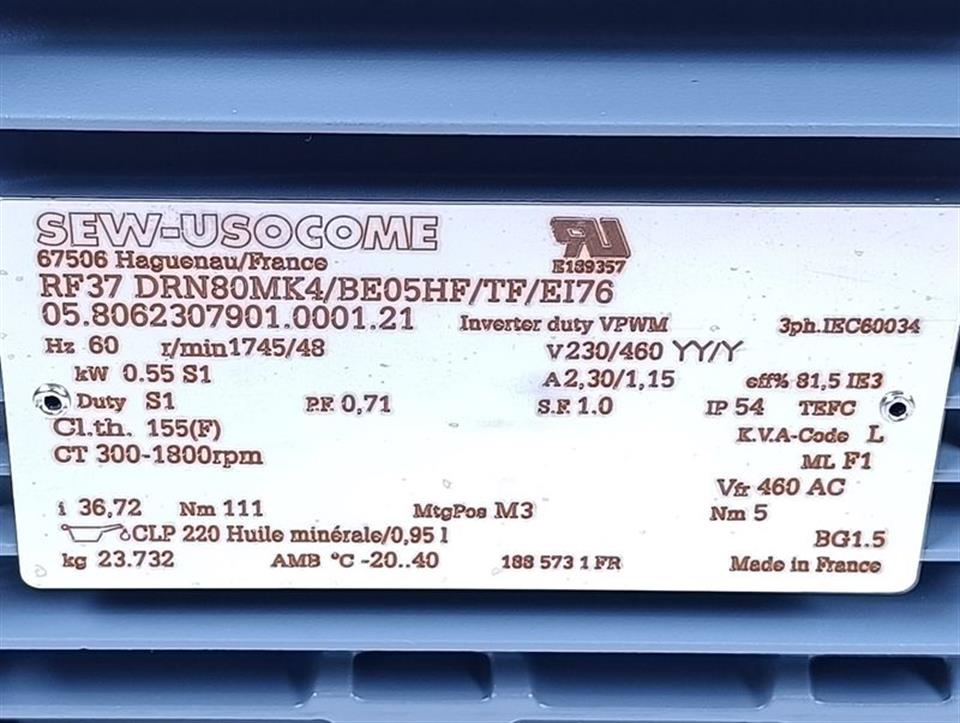 SEW-USOCOME
RU
67506 Haguenau/France
E189357
RF37 DRN80MK4/BE05HF/TF/EI76
05.8062307901.0001.21 Inverter duty VPWM 3ph.IEC60034
Hz 60 r/min1745/48 V230/460 YY/Y
kW 0.55 S1 A2,30/1,15 eff% 81,5 IE3
Duty S1 P.F. 0,71 S.F. 1.0 IP 54 TEFC
Cl.th. 155(F) K.V.A-Code L
CT 300-1800rpm ML F1
Vfr 460 AC
i 36,72 Nm 111 MtgPos M3 Nm 5
CLP 220 Huile minérale/0,95 l BG1.5
kg 23.732 AMB °C -20..40 188 573 1 FR Made in France